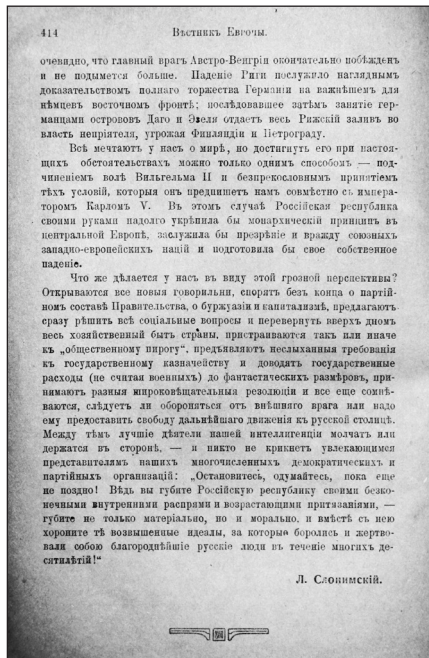 414 Вѣстникъ Европы.
очевидно, что главный врагъ Австро-Венгріи окончательно побѣжденъ
и не подымется больше. Паденіе Риги послужило нагляднымъ
доказательствомъ полнаго торжества Германіи на важнѣйшемъ для
нѣмцевъ восточномъ фронтѣ; послѣдовавшее затѣмъ занятіе гер-
манцами острововъ Даго и Эзеля отдаетъ весь Рижскій заливъ во
власть непріятеля, угрожая Финляндіи и Петрограду.
Всѣ мечтаютъ у насъ о мирѣ, но достигнуть его при настоя-
щихъ обстоятельствахъ можно только однимъ способомъ — под-
чиненіемъ волѣ Вильгельма II и безпрекословнымъ принятіемъ
тѣхъ условій, которыя онъ предпишетъ намъ совмѣстно съ импера-
торомъ Карломъ V. Въ этомъ случаѣ Россійская республика
своими руками надолго укрѣпила бы монархическій принципъ въ
центральной Европѣ, заслужила бы презрѣніе и вражду союзныхъ
западно-европейскихъ націй и подготовила бы свое собственное
паденіе.
Что же дѣлается у насъ въ виду этой грозной перспективы?
Открываются все новыя говорильни, спорятъ безъ конца о партій-
номъ составѣ Правительства, о буржуазіи и капитализмѣ, предлагаютъ
сразу рѣшить всѣ соціальные вопросы и перевернуть вверхъ дномъ
весь хозяйственный бытъ страны, пристраиваются такъ или иначе
къ „общественному пирогу“, предъявляютъ неслыханныя требованія
къ государственному казначейству и доводятъ государственные
расходы (не считая военныхъ) до фантастическихъ размѣровъ, при-
нимаютъ разныя широковѣщательныя резолюціи и все еще сомнѣ-
ваются, слѣдуетъ ли обороняться отъ внѣшняго врага или надо
ему предоставить свободу дальнѣйшаго движенія къ русской столицѣ.
Между тѣмъ лучшіе дѣятели нашей интеллигенціи молчатъ или
держатся въ сторонѣ, — и никто не крикнетъ увлекающимся
представителямъ нашихъ многочисленныхъ демократическихъ и
партійныхъ организацій: „Остановитесь, одумайтесь, пока еще
не поздно! Вѣдь вы губите Россійскую республику своими безко-
нечными внутренними распрями и возрастающими притязаніями, —
губите не только матеріально, но и морально, и вмѣстѣ съ нею
хороните тѣ возвышенные идеалы, за которые боролись и жертво-
вали собою благороднѣйшіе русскіе люди въ теченіе многихъ де-
сятилѣтій!“
Л. Слонимскій.